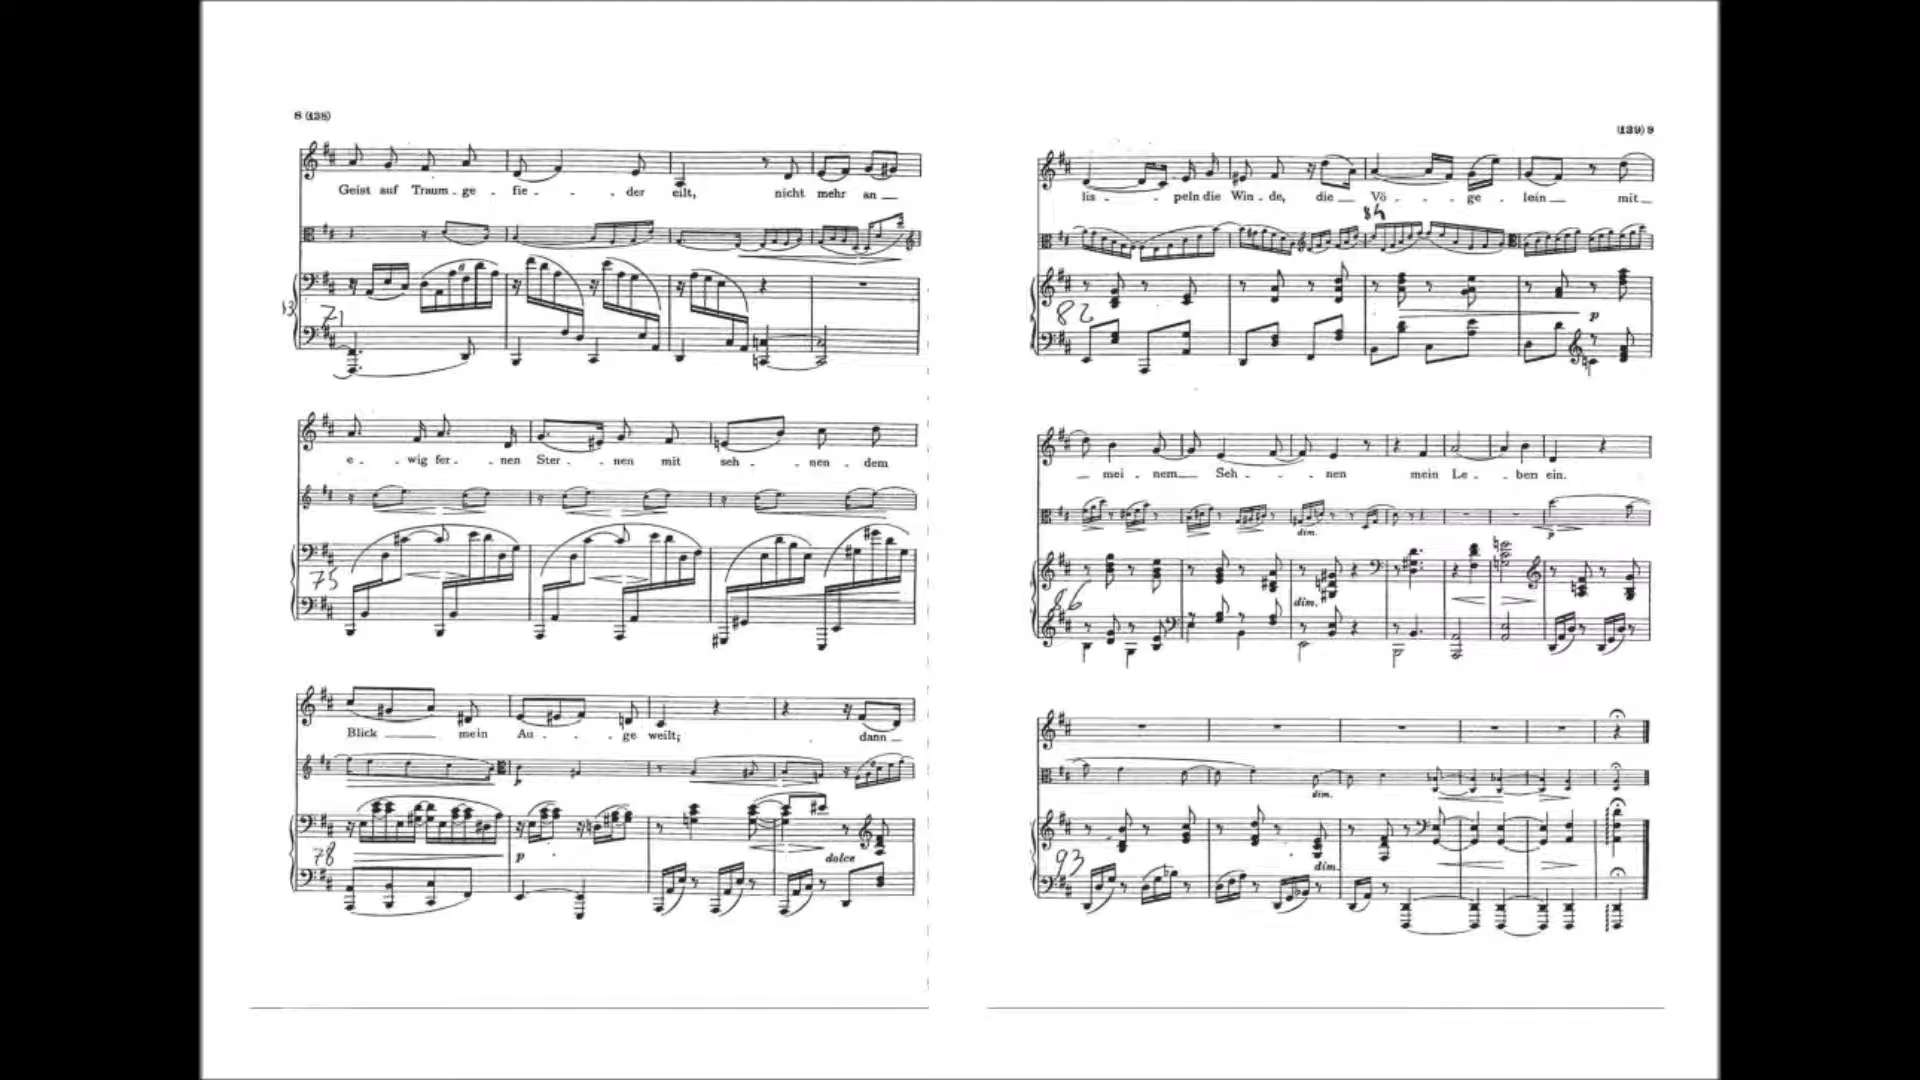 8 (138)
Geist auf Traum - ge - fie - - - der eilt, nicht mehr an
71
e - - wig fer - - nen Ster - - - nen mit seh - - - nen - dem
75
Blick mein Au - - - ge weilt; dann
p
dolce
78
(139) 9
lis - - - peln die Win - de, die Vö - - - ge - - lein mit
84
82
p
mei - nem Seh - - - nen mein Le - - ben ein.
dim.
p
dim.
86
dim.
dim.
93